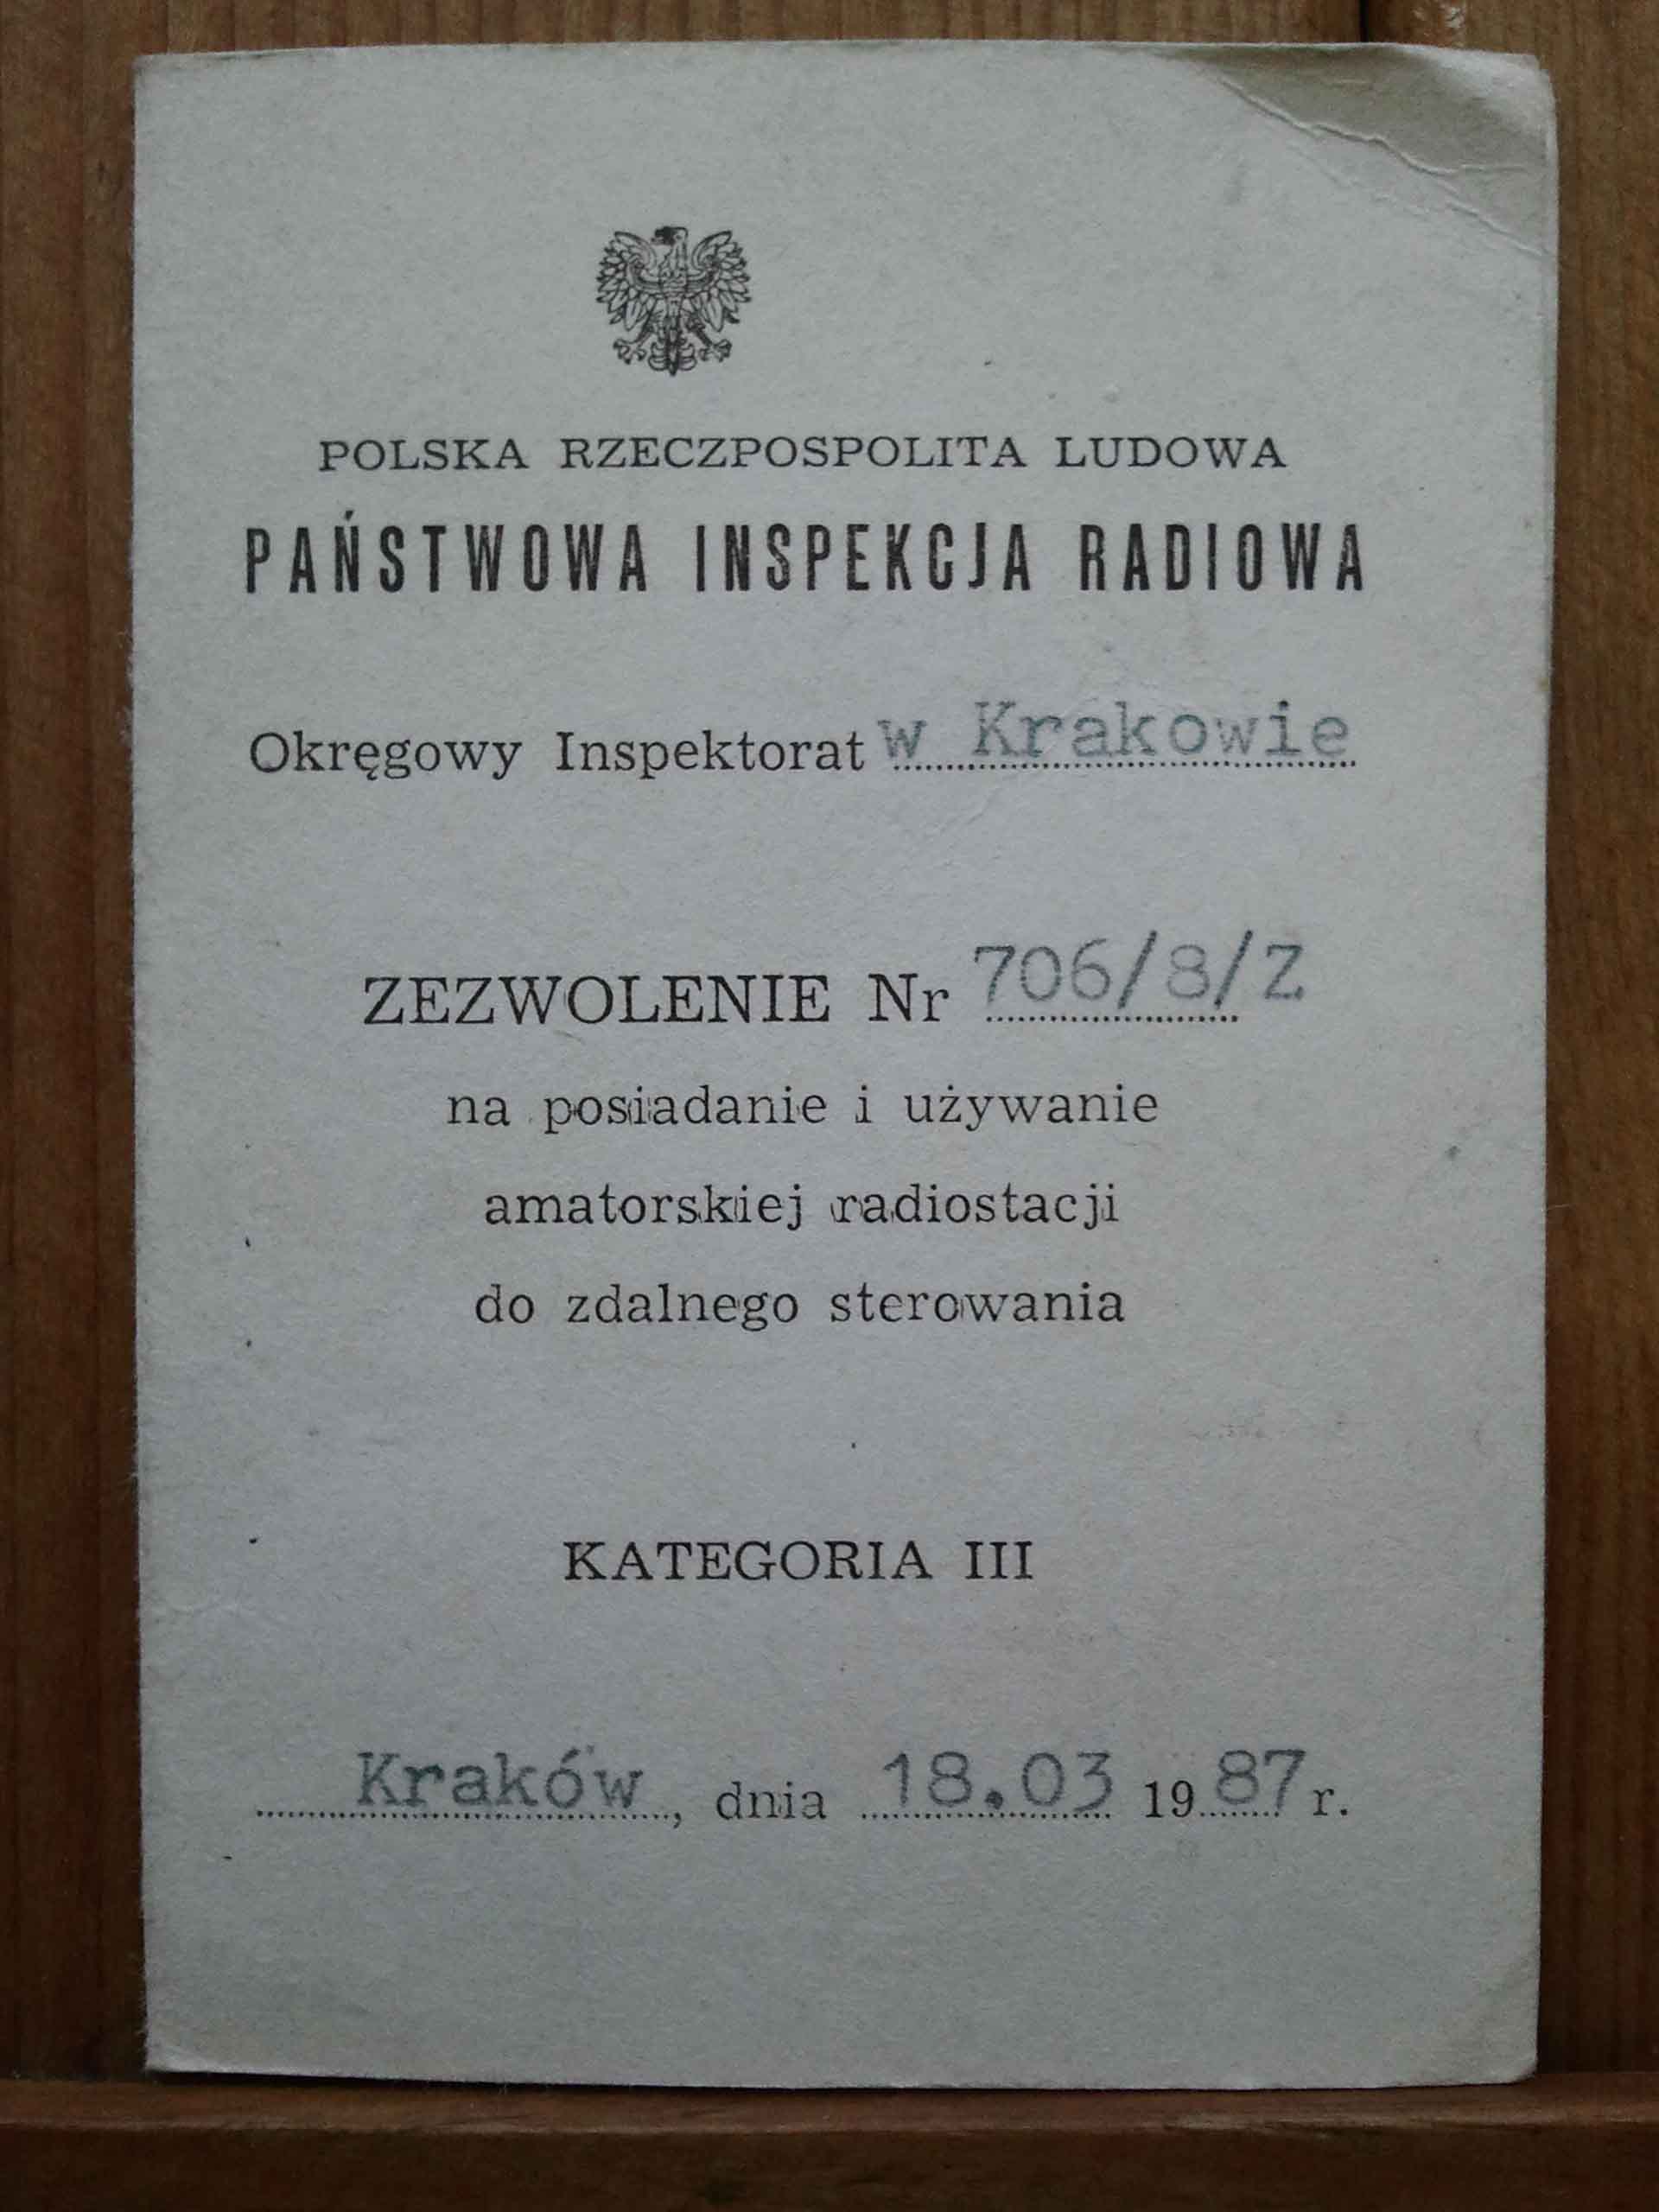 POLSKA RZECZPOSPOLITA LUDOWA
PAŃSTWOWA INSPEKCJA RADIOWA
Okręgowy Inspektorat w Krakowie
ZEZWOLENIE Nr 706/8/Z
na posiadanie i używanie
amatorskiej radiostacji
do zdalnego sterowania
KATEGORIA III
Kraków, dnia 18.03 1987 r.